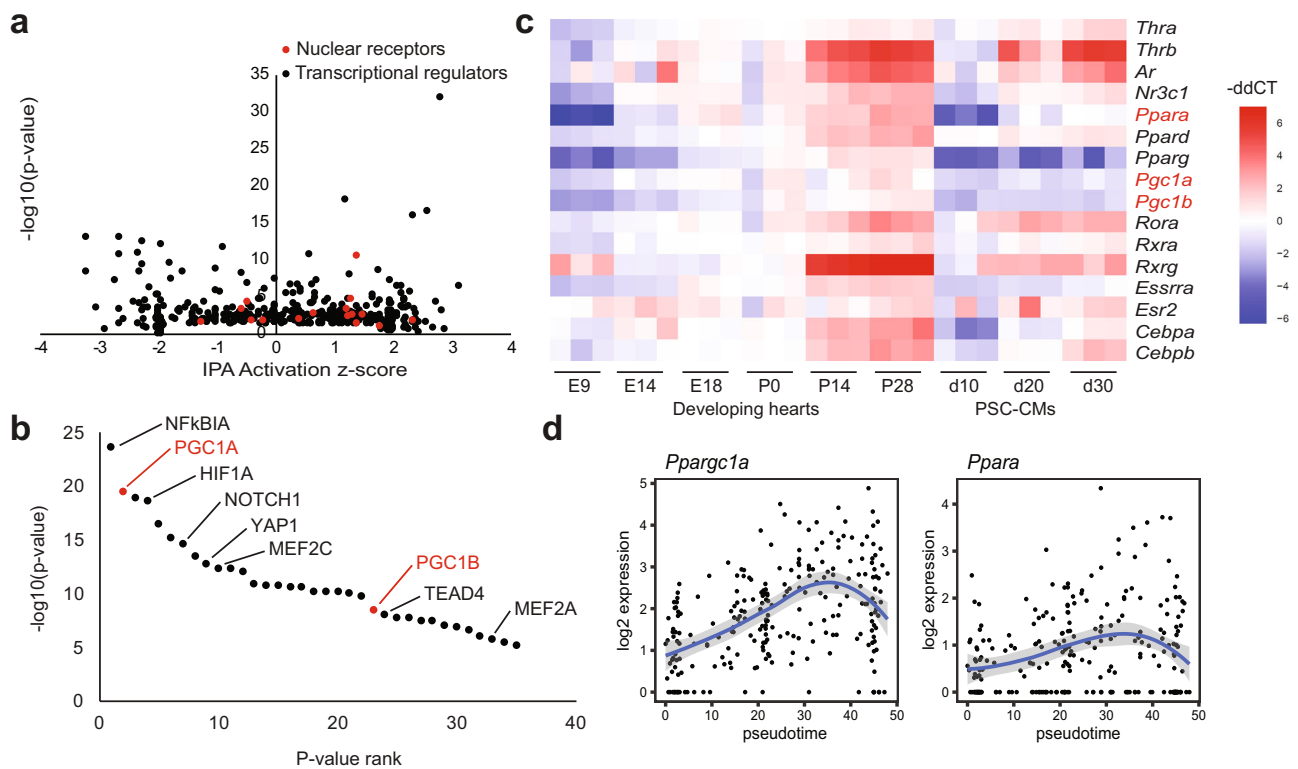 a
Nuclear receptors
Transcriptional regulators
-log10(p-value)
35
30
25
20
15
10
5
0
-4 -3 -2 -1 0 1 2 3 4
IPA Activation z-score
b
-log10(p-value)
25
20
15
10
5
0
NFkBIA
PGC1A
HIF1A
NOTCH1
YAP1
MEF2C
PGC1B
TEAD4
MEF2A
0 10 20 30 40
P-value rank
c
Thra
Thrb
Ar
Nr3c1
Ppara
Ppard
Pparg
Pgc1a
Pgc1b
Rora
Rxra
Rxrg
Essrra
Esr2
Cebpa
Cebpb
E9 E14 E18 P0 P14 P28 d10 d20 d30
Developing hearts PSC-CMs
-ddCT
6
4
2
0
−2
−4
−6
d
Ppargc1a
log2 expression
5
4
3
2
1
0
0 10 20 30 40 50
pseudotime
Ppara
log2 expression
4
3
2
1
0
0 10 20 30 40 50
pseudotime